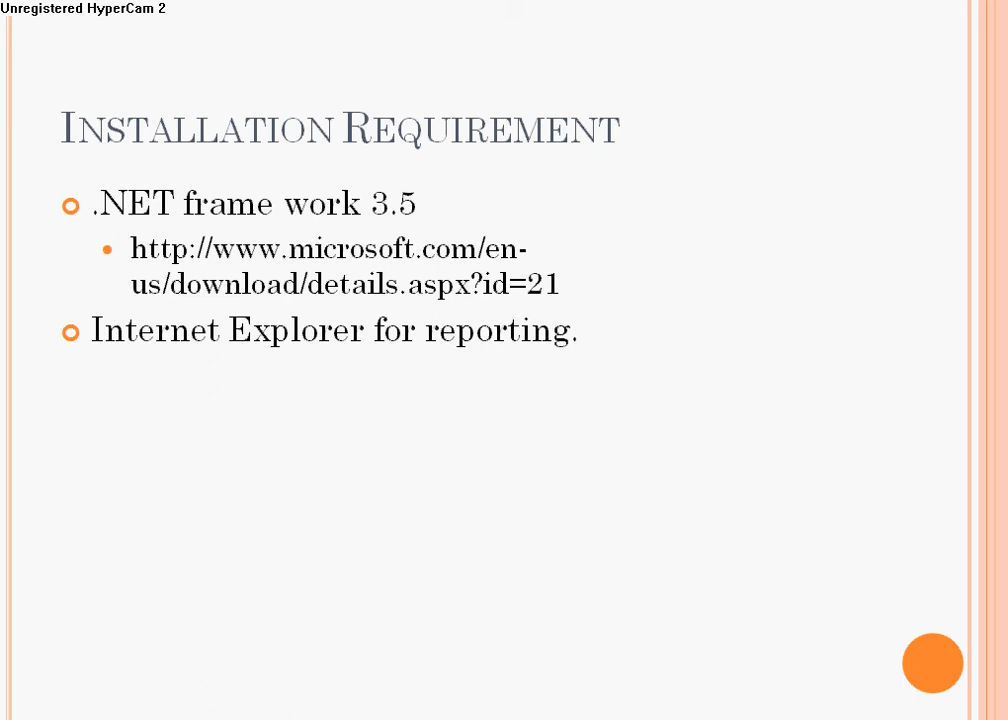 Unregistered HyperCam 2
INSTALLATION REQUIREMENT
.NET frame work 3.5
http://www.microsoft.com/en-
us/download/details.aspx?id=21
Internet Explorer for reporting.